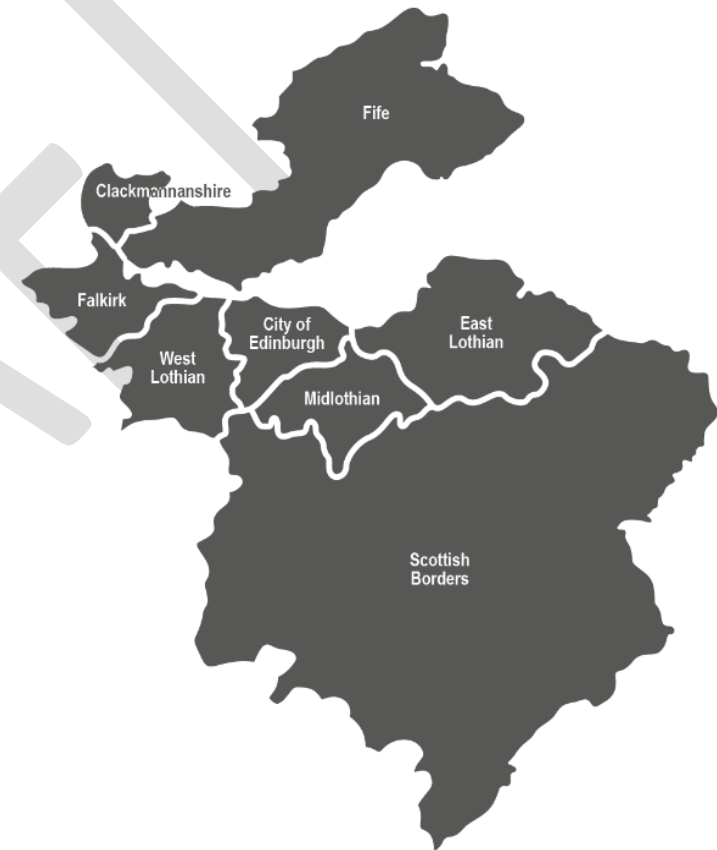 Fife
Clackmannanshire
Falkirk
City of
Edinburgh
East
Lothian
West
Lothian
Midlothian
Scottish
Borders